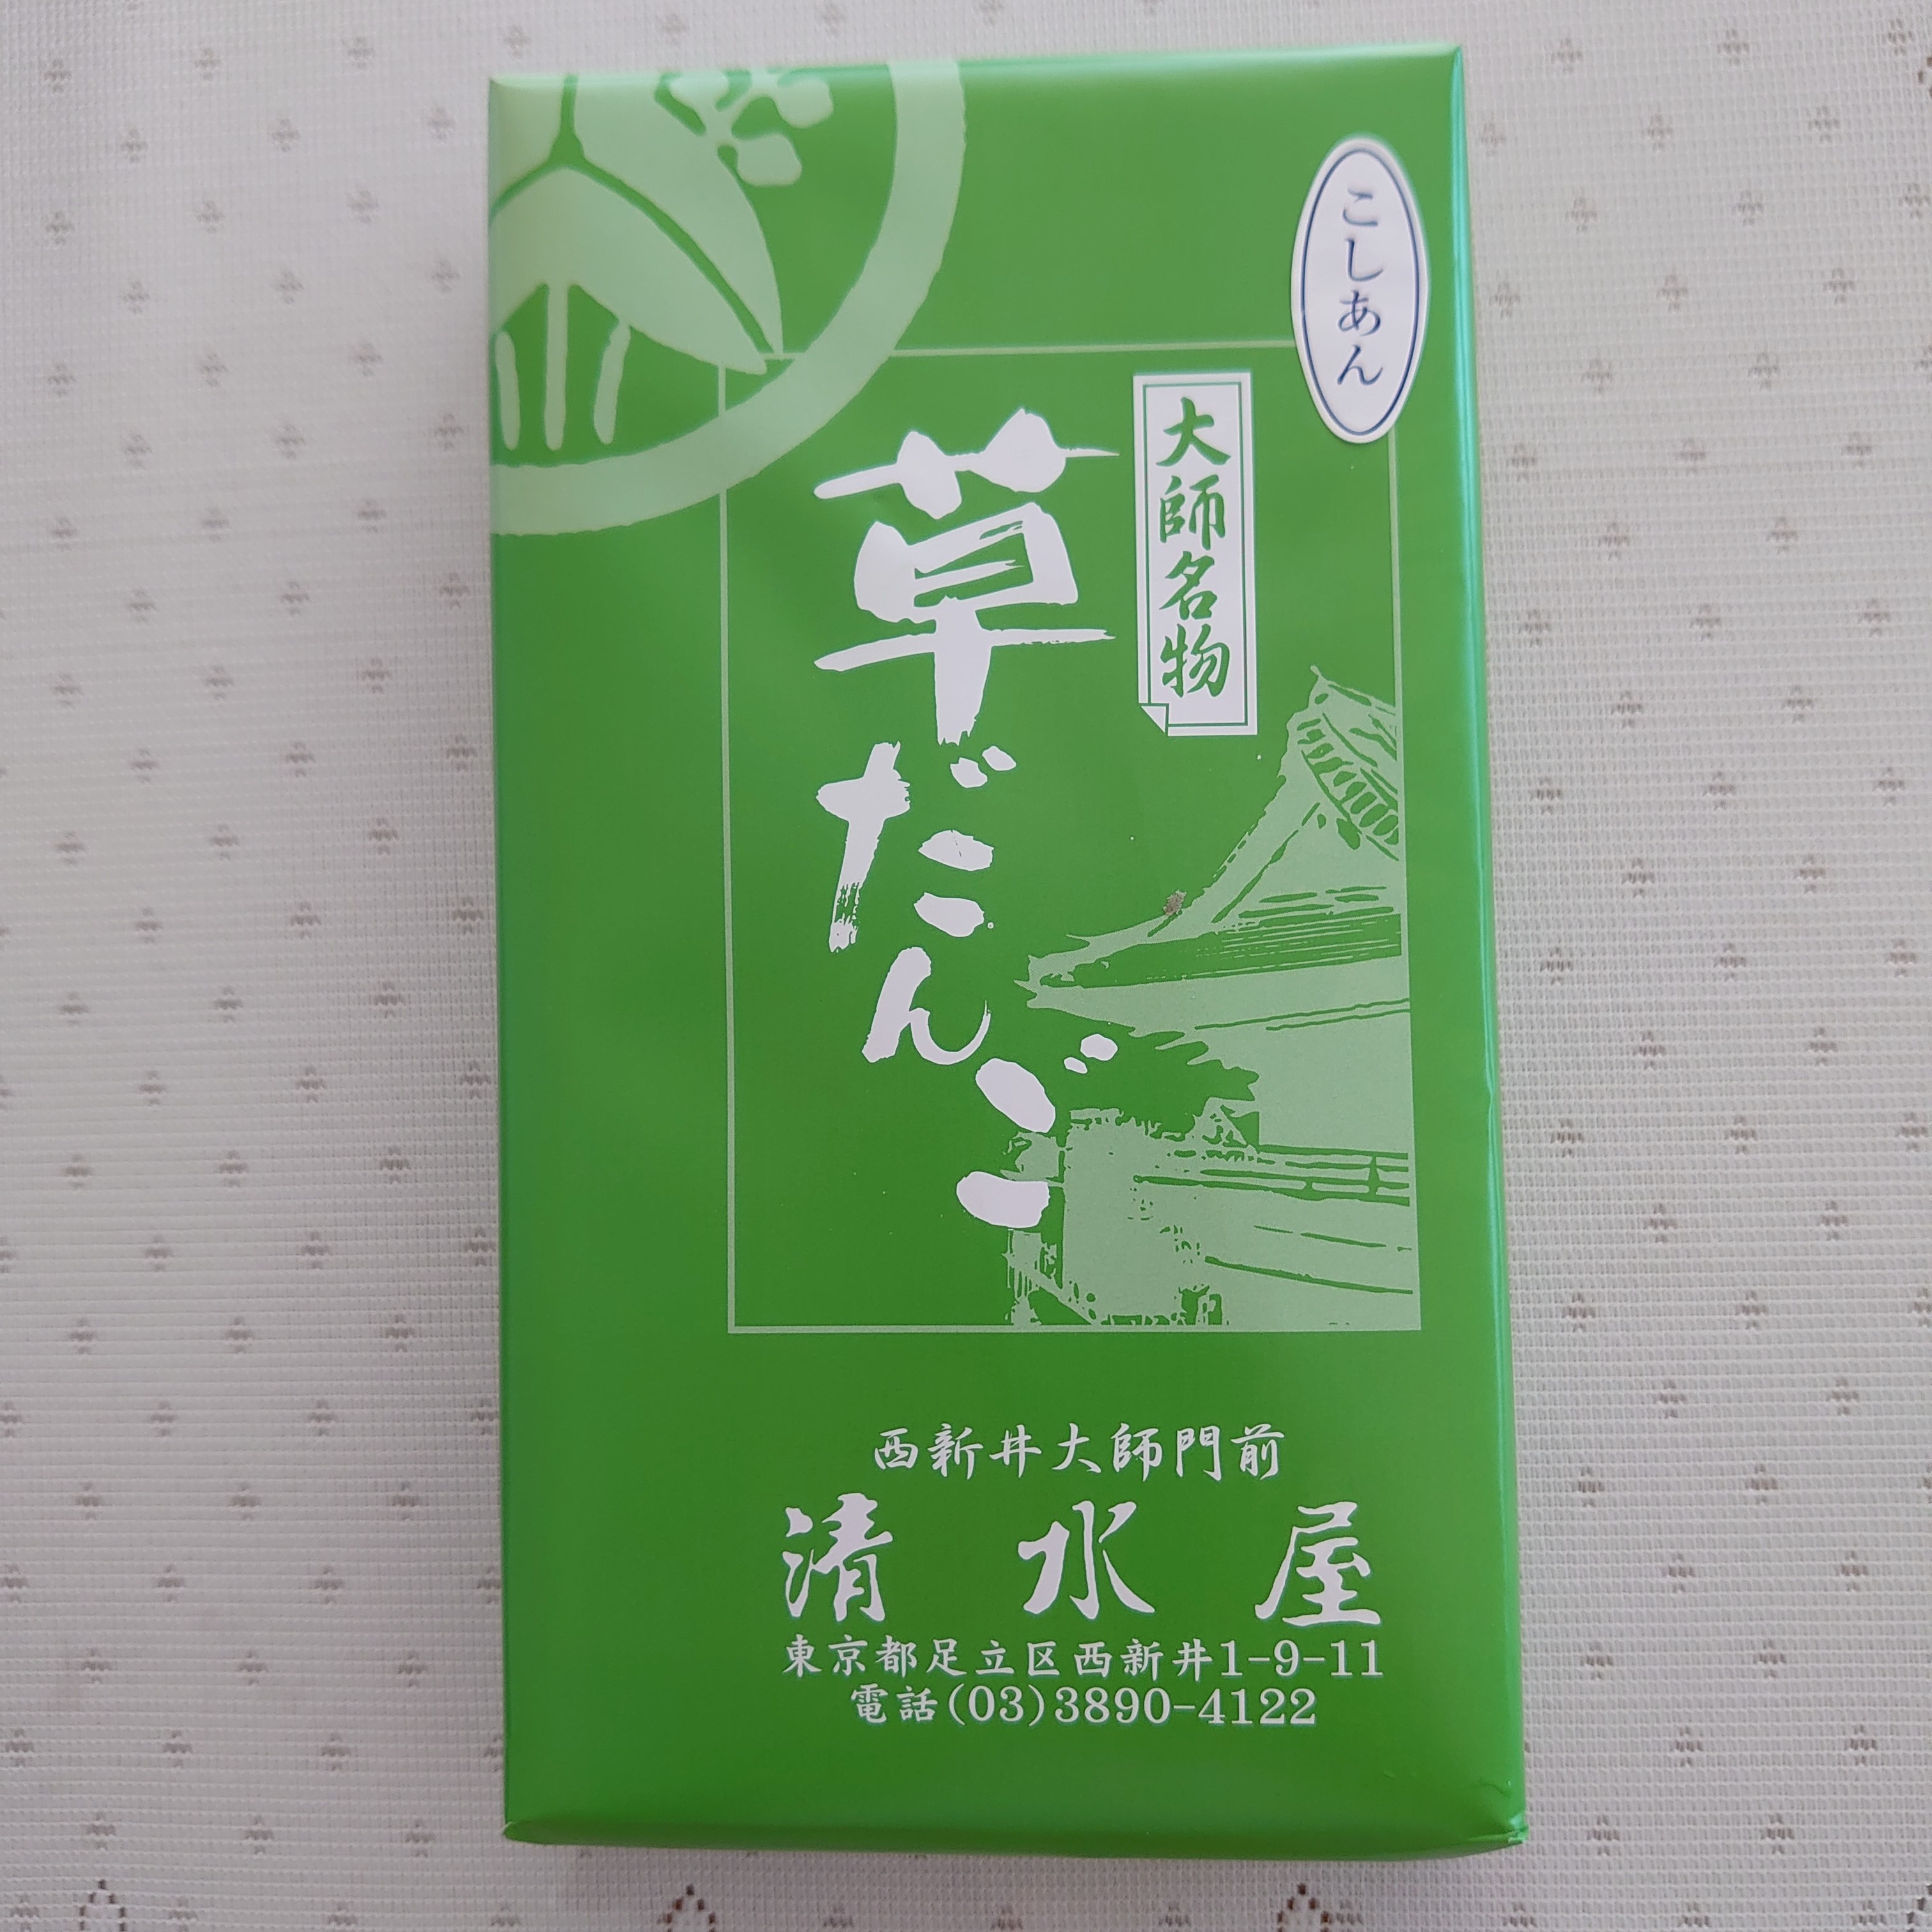 こしあん
大師名物
草だんご
西新井大師門前
清水屋
東京都足立区西新井1-9-11
電話(03)3890-4122